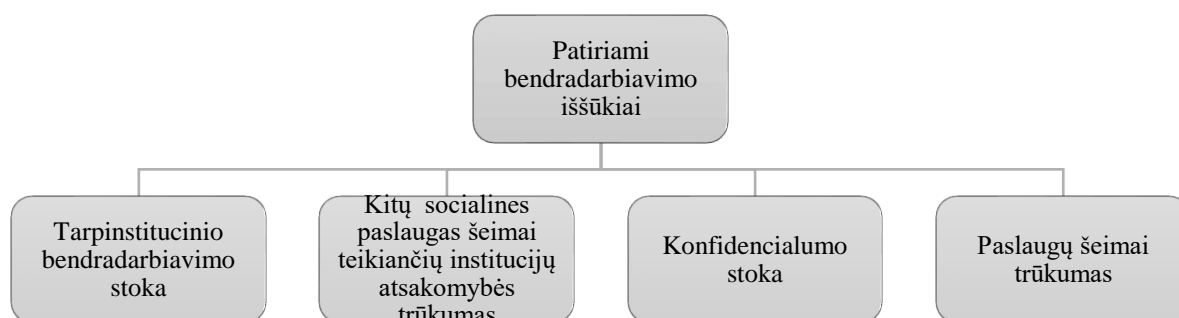 Patiriami
bendradarbiavimo
iššūkiai
Tarpinstitucinio
bendradarbiavimo
stoka
Kitų socialines
paslaugas šeimai
teikiančių institucijų
atsakomybės
trūkumas
Konfidencialumo
stoka
Paslaugų šeimai
trūkumas